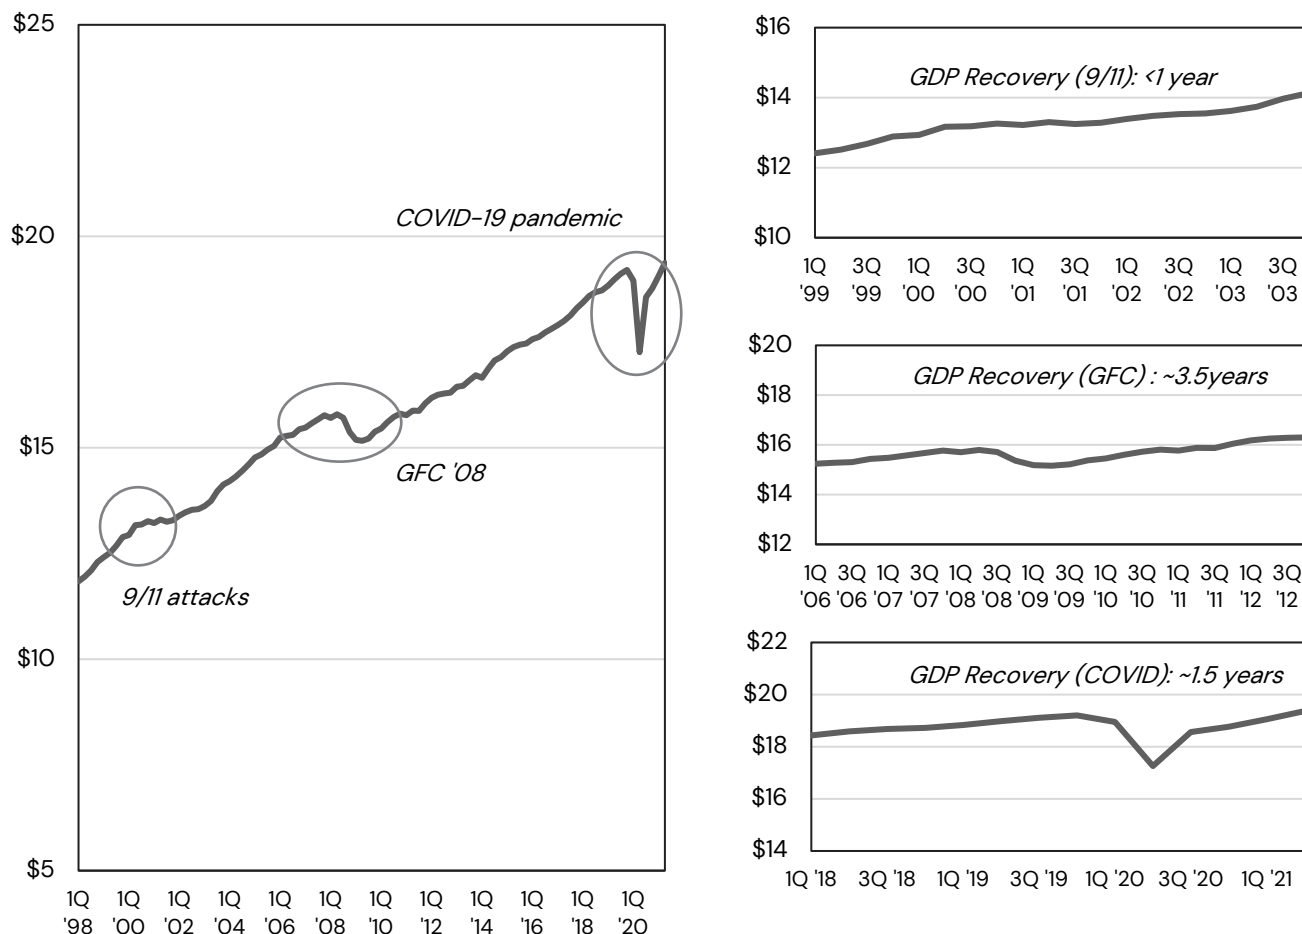 $25
$20
$15
$10
$5
COVID-19 pandemic
GFC '08
9/11 attacks
1Q 1Q 1Q 1Q 1Q 1Q 1Q 1Q 1Q 1Q 1Q 1Q
'98 '00 '02 '04 '06 '08 '10 '12 '14 '16 '18 '20
$16
GDP Recovery (9/11): <1 year
$14
$12
$10
1Q 3Q 1Q 3Q 1Q 3Q 1Q 3Q 1Q 3Q
'99 '99 '00 '00 '01 '01 '02 '02 '03 '03
$20
GDP Recovery (GFC) : ~3.5years
$18
$16
$14
$12
1Q 3Q 1Q 3Q 1Q 3Q 1Q 3Q 1Q 3Q 1Q 3Q 1Q 3Q
'06 '06 '07 '07 '08 '08 '09 '09 '10 '10 '11 '11 '12 '12
$22
GDP Recovery (COVID): ~1.5 years
$20
$18
$16
$14
1Q '18 3Q '18 1Q '19 3Q '19 1Q '20 3Q '20 1Q '21